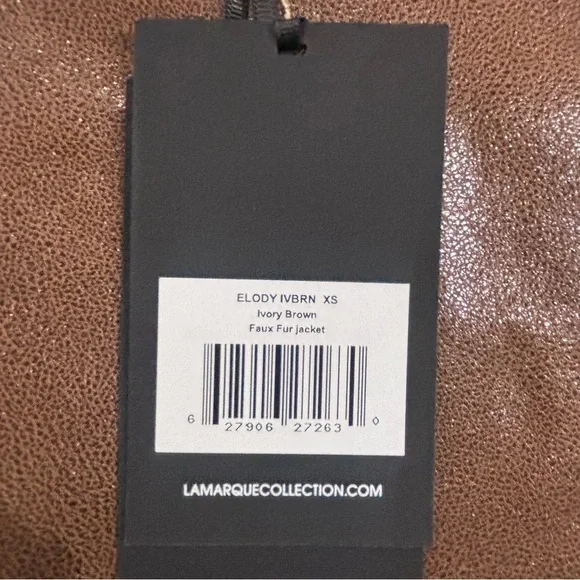 ELODY IVBRN XS
Ivory Brown
Faux Fur jacket
6 27906 27263 0
LAMARQUECOLLECTION.COM